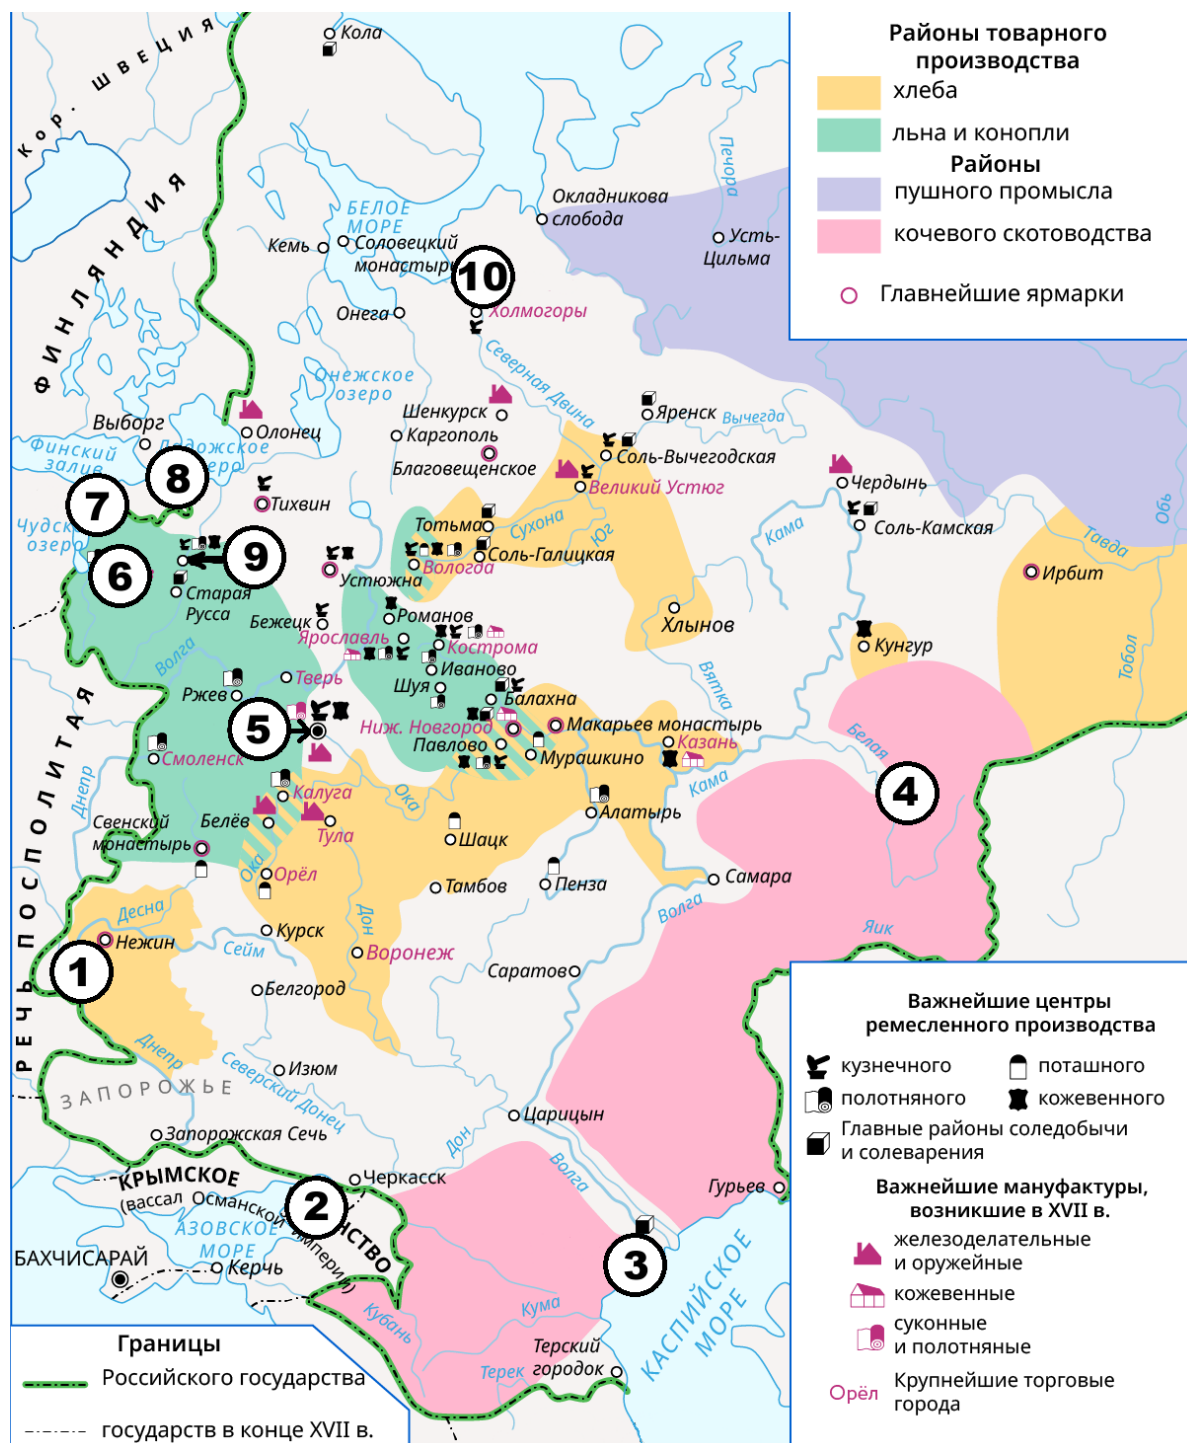 Районы товарного
производства
хлеба
льна и конопли
Районы
пушного промысла
кочевого скотоводства
Главнейшие ярмарки
Кор. ШВЕЦИЯ
Кола
ФИНЛЯНДИЯ
БЕЛОЕ
МОРЕ
Печора
Окладникова
слобода
Усть-
Цильма
Кемь
Соловецкий
монастырь
10
Холмогоры
Онега
Северная Двина
Онежское
озеро
Шенкурск
Яренск
Вычегда
Выборг
Олонец
Каргополь
Благовещенское
Соль-Вычегодская
Финский
залив
Ладожское
озеро
8
Великий Устюг
Чердынь
7
Тихвин
Соль-Камская
Кама
Обь
Чудское
озеро
Тотьма
Сухона
Юг
Тавда
9
Соль-Галицкая
6
Устюжна
Вологда
Ирбит
Старая
Русса
Бежецк
Романов
Хлынов
Ярославль
Кострома
Кунгур
Тобол
Волга
Тверь
Иваново
Вятка
Ржев
Шуя
Балахна
5
Ниж. Новгород
Макарьев монастырь
Белая
Смоленск
Павлово
Мурашкино
Казань
Днепр
Калуга
Ока
Кама
4
РЕЧЬ ПОСПОЛИТАЯ
Свенский
монастырь
Белёв
Тула
Алатырь
Шацк
Ока
Орёл
Тамбов
Пенза
Самара
Десна
Дон
Волга
Нежин
Сейм
Курск
Яик
1
Воронеж
Саратов
Белгород
Днепр
Северский Донец
Изюм
ЗАПОРОЖЬЕ
Царицын
Запорожская Сечь
Дон
Волга
КРЫМСКОЕ
ХАНСТВО
(вассал Османской империи)
Черкасск
Гурьев
2
АЗОВСКОЕ
МОРЕ
БАХЧИСАРАЙ
Керчь
3
КАСПИЙСКОЕ
МОРЕ
Кубань
Кума
Терский
городок
Терек
Границы
Российского государства
государств в конце XVII в.
Важнейшие центры
ремесленного производства
кузнечного
поташного
полотняного
кожевенного
Главные районы соледобычи
и солеварения
Важнейшие мануфактуры,
возникшие в XVII в.
железоделательные
и оружейные
кожевенные
суконные
и полотняные
Орёл
Крупнейшие торговые
города